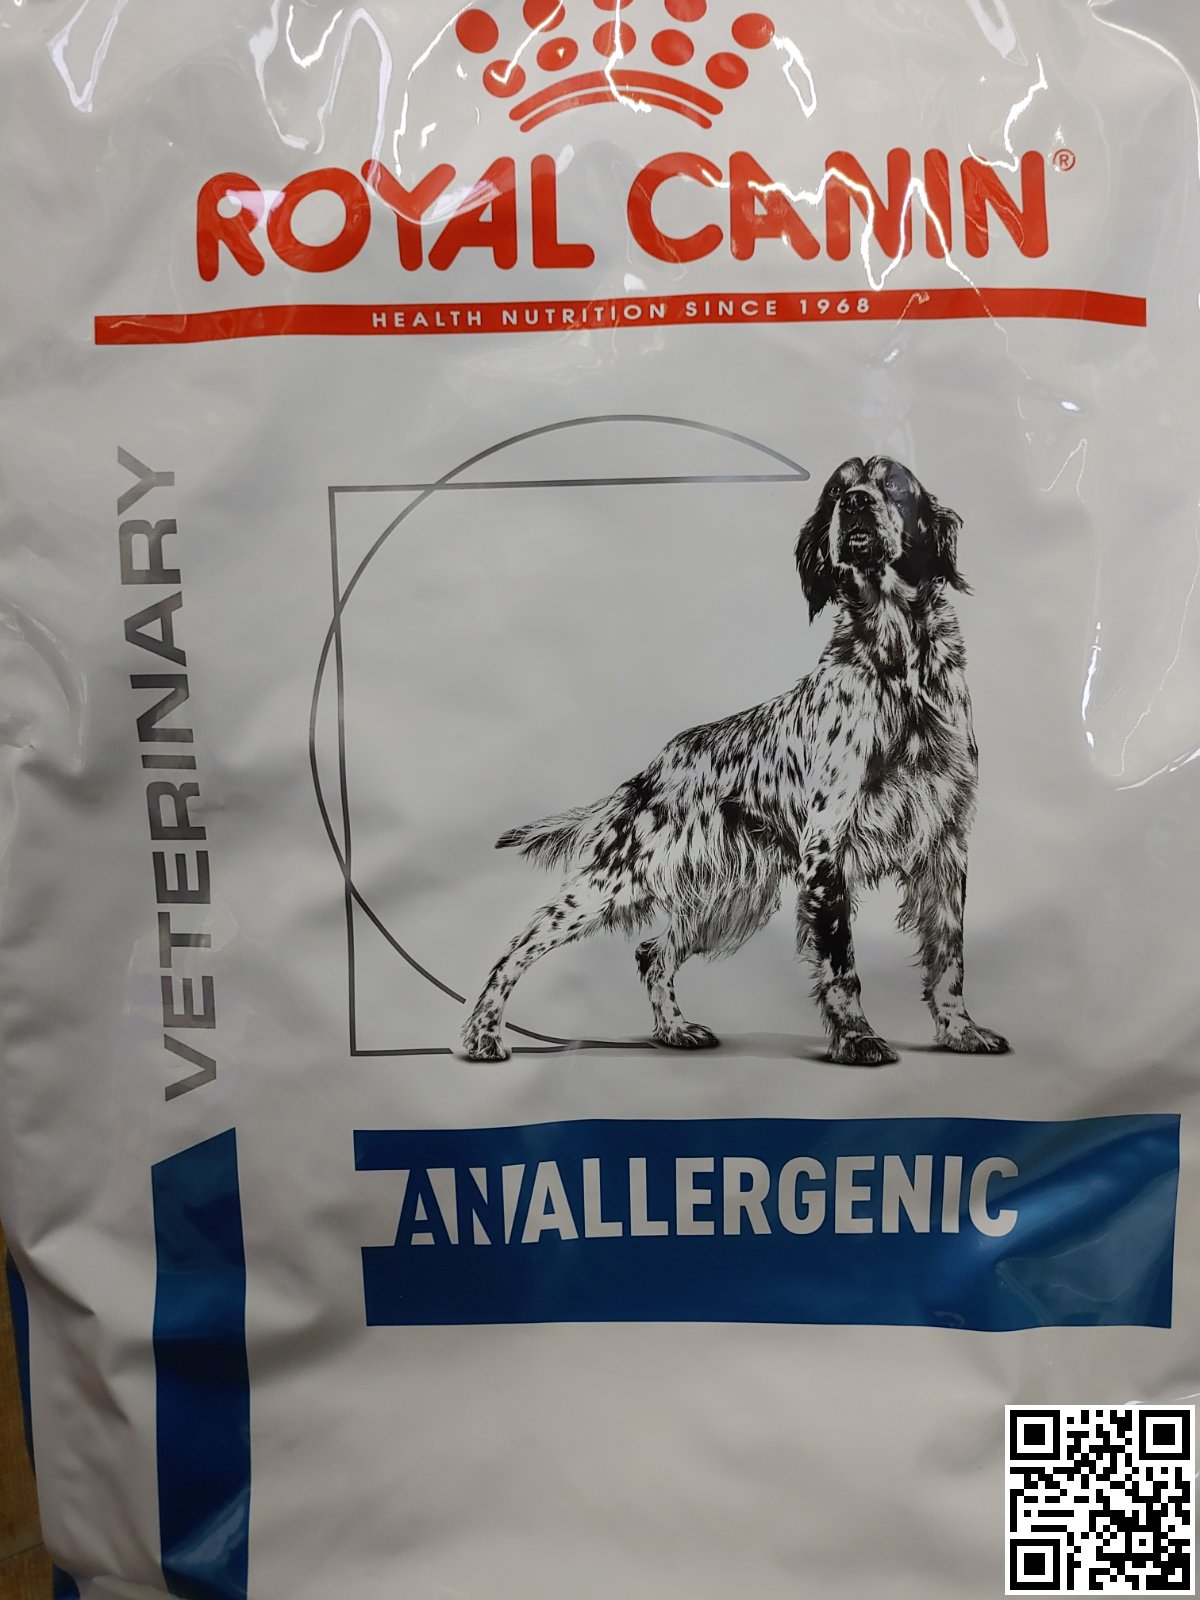 ROYAL CANIN®
HEALTH NUTRITION SINCE 1968
VETERINARY
ANALLERGENIC